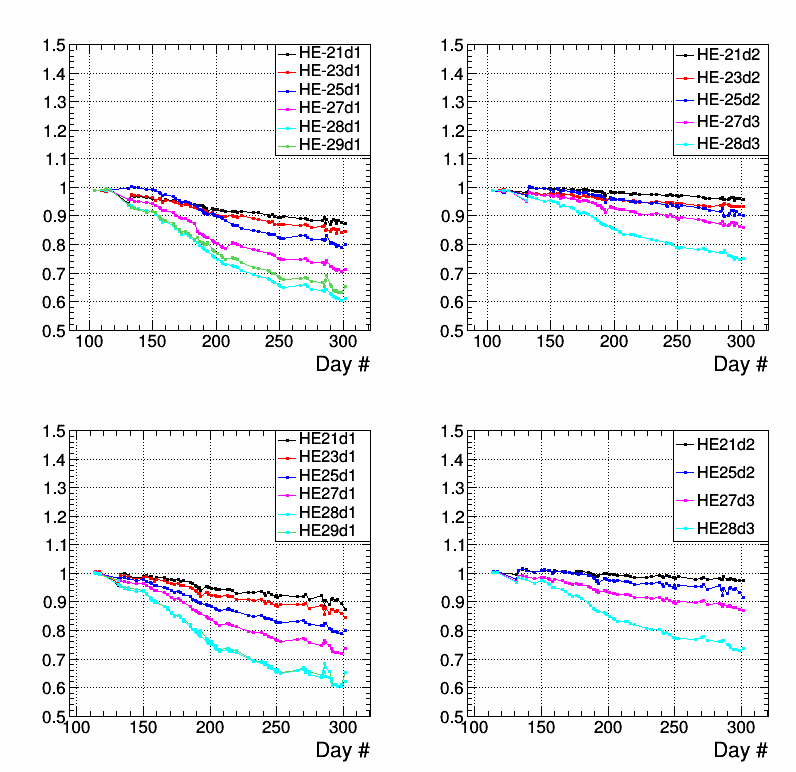 1.5
1.4
1.3
1.2
1.1
1
0.9
0.8
0.7
0.6
0.5
100 150 200 250 300
Day #
HE-21d1
HE-23d1
HE-25d1
HE-27d1
HE-28d1
HE-29d1
1.5
1.4
1.3
1.2
1.1
1
0.9
0.8
0.7
0.6
0.5
100 150 200 250 300
Day #
HE-21d2
HE-23d2
HE-25d2
HE-27d3
HE-28d3
1.5
1.4
1.3
1.2
1.1
1
0.9
0.8
0.7
0.6
0.5
100 150 200 250 300
Day #
HE21d1
HE23d1
HE25d1
HE27d1
HE28d1
HE29d1
1.5
1.4
1.3
1.2
1.1
1
0.9
0.8
0.7
0.6
0.5
100 150 200 250 300
Day #
HE21d2
HE25d2
HE27d3
HE28d3